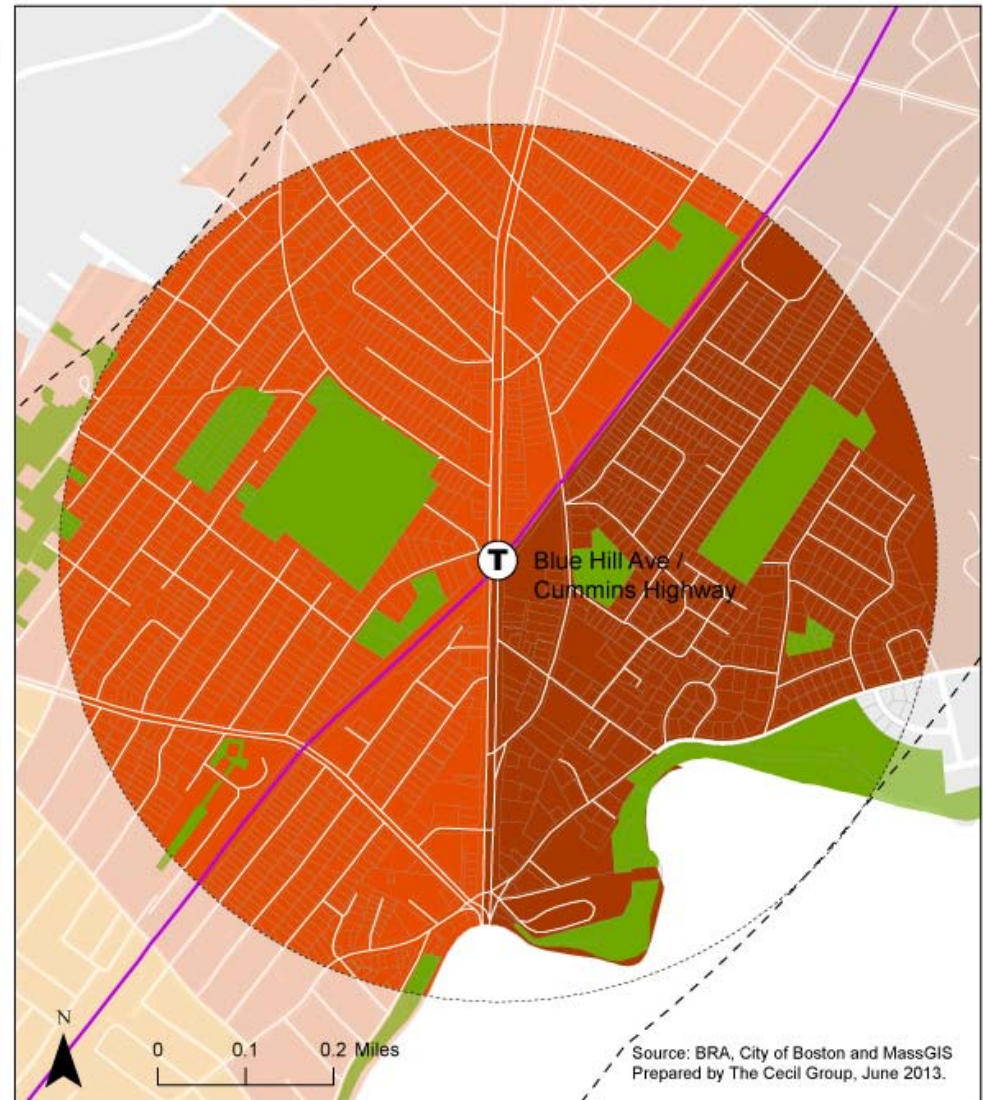 T
Blue Hill Ave /
Cummins Highway
N
0 0.1 0.2 Miles
Source: BRA, City of Boston and MassGIS
Prepared by The Cecil Group, June 2013.